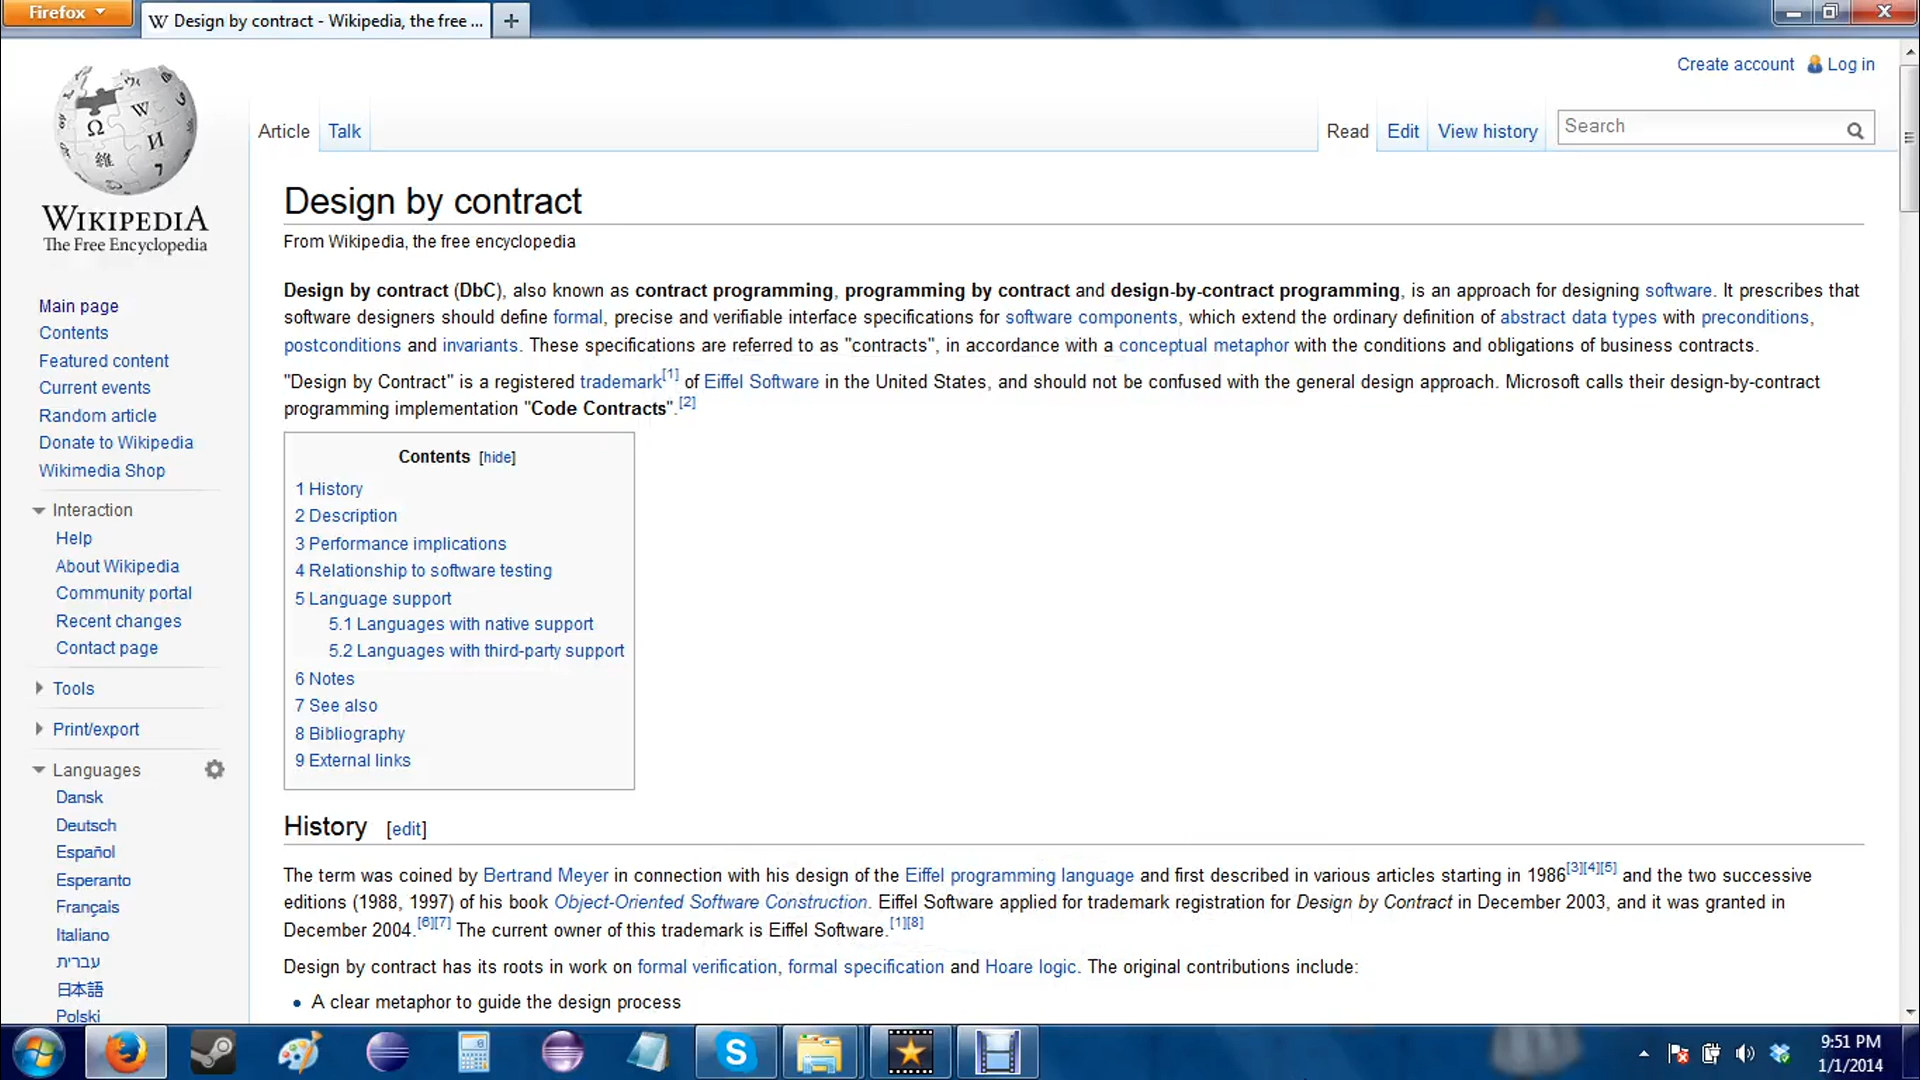 Firefox
W Design by contract - Wikipedia, the free ...
Create account Log in
Article Talk Read Edit View history Search
WIKIPEDIA
The Free Encyclopedia
Main page
Contents
Featured content
Current events
Random article
Donate to Wikipedia
Wikimedia Shop
Interaction
Help
About Wikipedia
Community portal
Recent changes
Contact page
Tools
Print/export
Languages
Dansk
Deutsch
Español
Esperanto
Français
Italiano
עברית
日本語
Polski
Design by contract
From Wikipedia, the free encyclopedia
Design by contract (DbC), also known as contract programming, programming by contract and design-by-contract programming, is an approach for designing software. It prescribes that
software designers should define formal, precise and verifiable interface specifications for software components, which extend the ordinary definition of abstract data types with preconditions,
postconditions and invariants. These specifications are referred to as "contracts", in accordance with a conceptual metaphor with the conditions and obligations of business contracts.
"Design by Contract" is a registered trademark[1] of Eiffel Software in the United States, and should not be confused with the general design approach. Microsoft calls their design-by-contract
programming implementation "Code Contracts".[2]
Contents [hide]
1 History
2 Description
3 Performance implications
4 Relationship to software testing
5 Language support
5.1 Languages with native support
5.2 Languages with third-party support
6 Notes
7 See also
8 Bibliography
9 External links
History [edit]
The term was coined by Bertrand Meyer in connection with his design of the Eiffel programming language and first described in various articles starting in 1986[3][4][5] and the two successive
editions (1988, 1997) of his book Object-Oriented Software Construction. Eiffel Software applied for trademark registration for Design by Contract in December 2003, and it was granted in
December 2004.[6][7] The current owner of this trademark is Eiffel Software.[1][8]
Design by contract has its roots in work on formal verification, formal specification and Hoare logic. The original contributions include:
• A clear metaphor to guide the design process
9:51 PM
1/1/2014